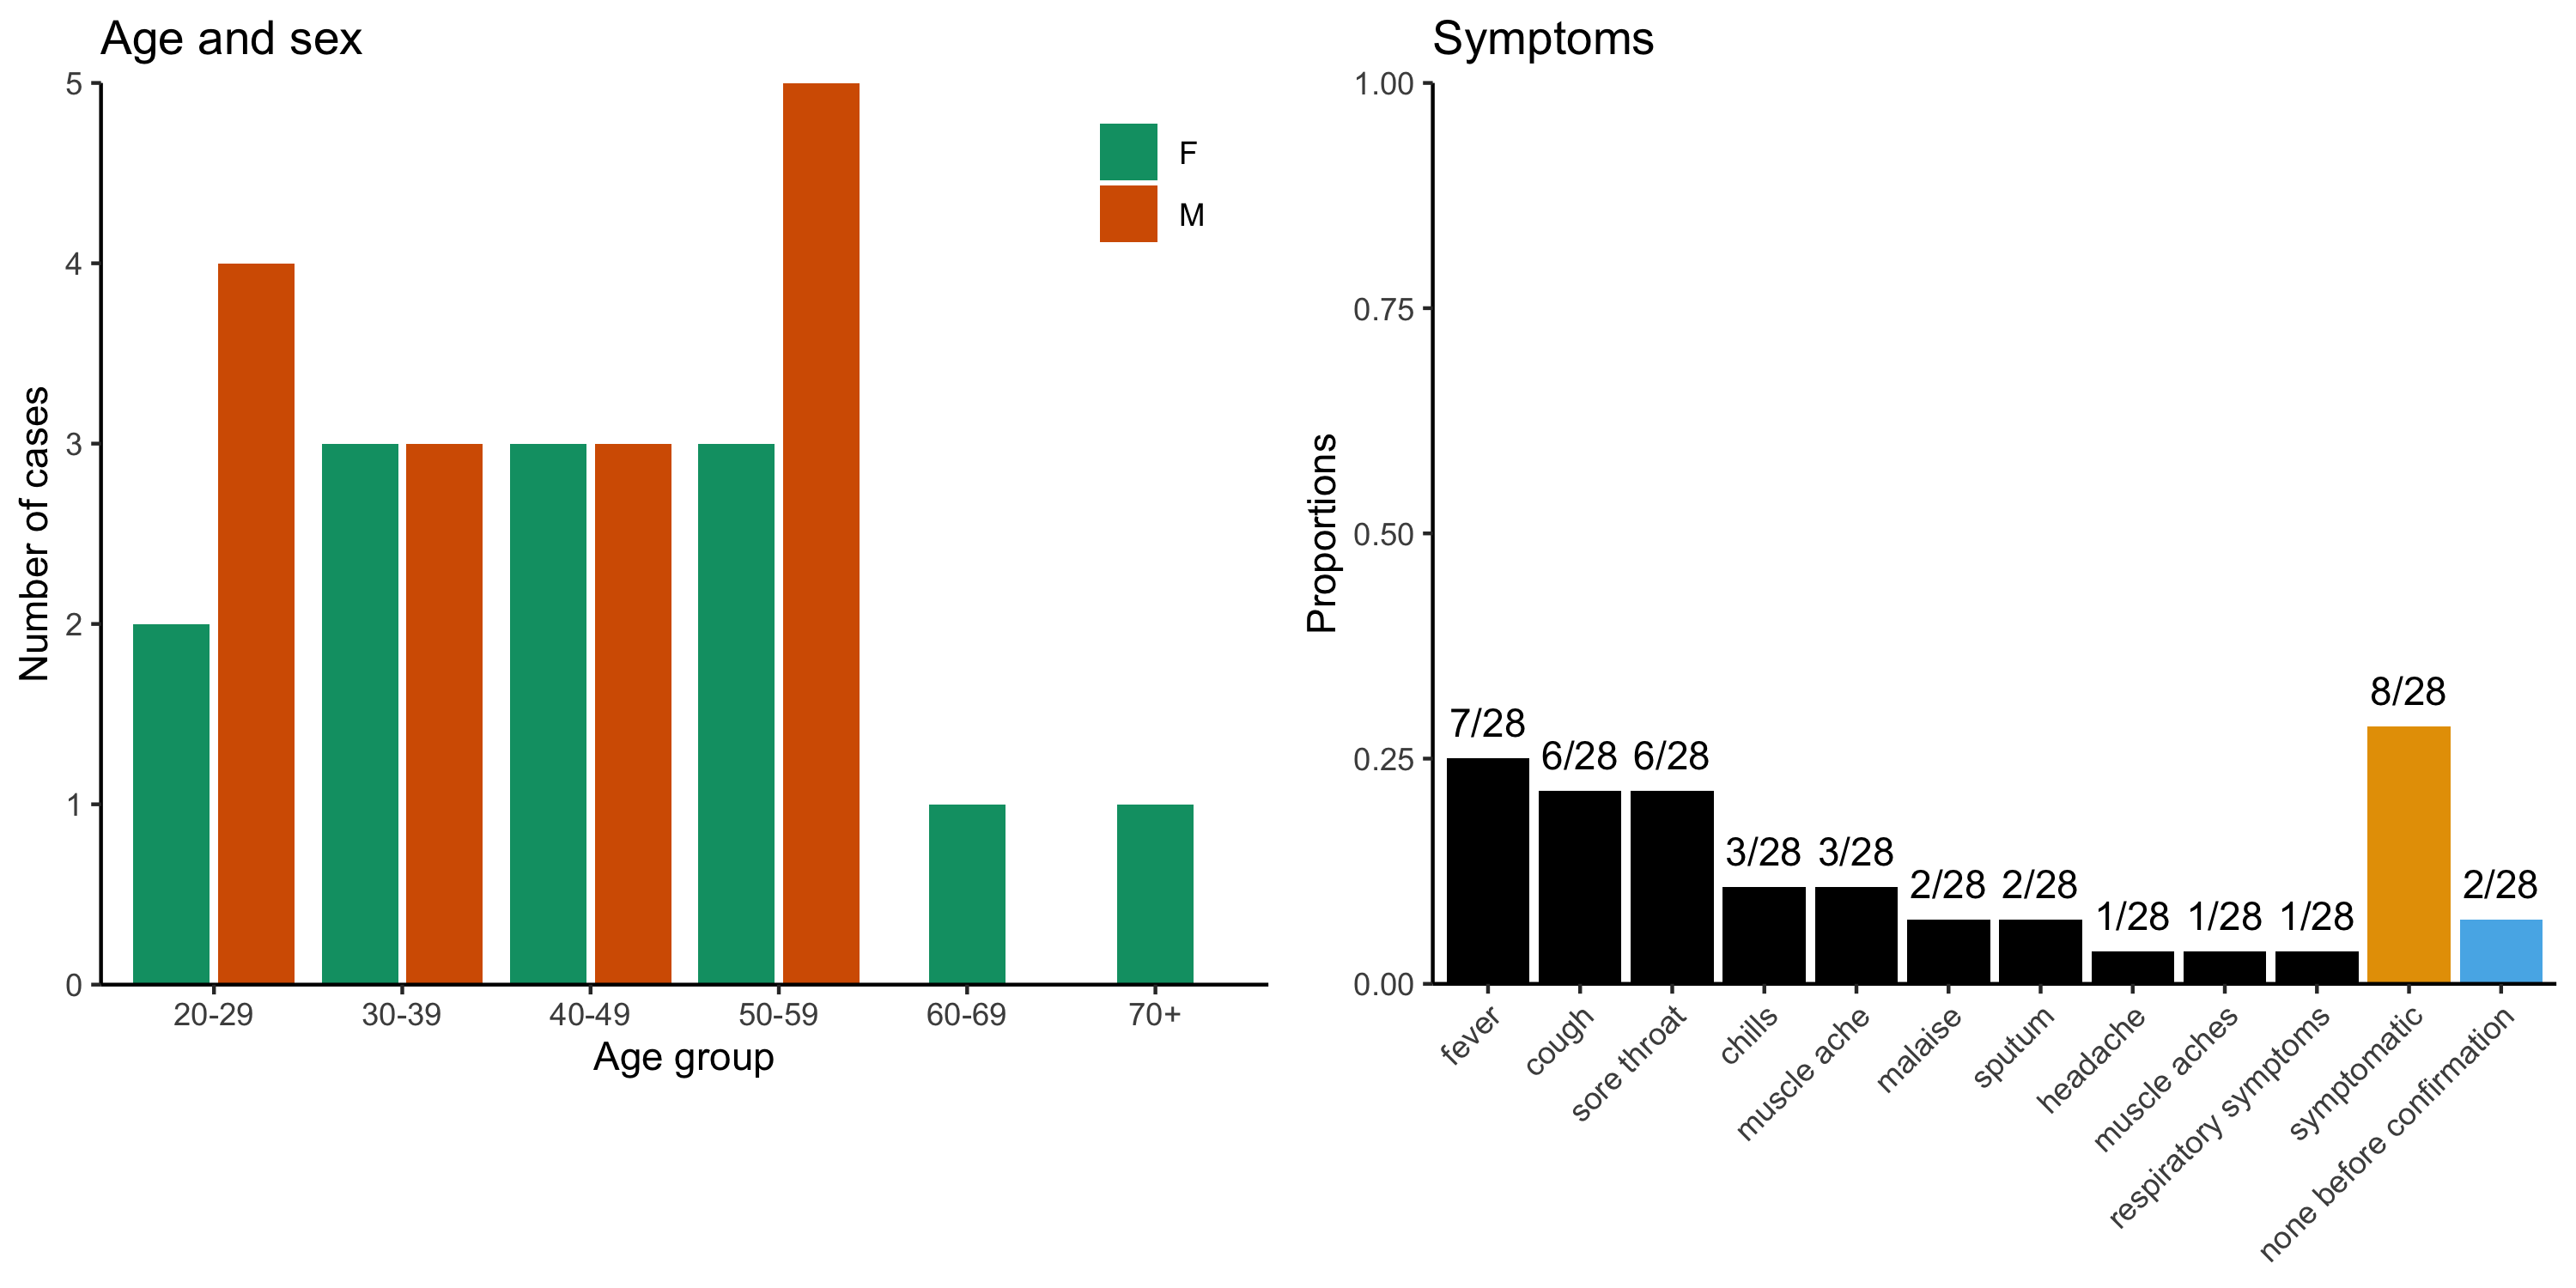 Age and sex
5
4
3
2
1
0
Number of cases
F
M
20-29 30-39 40-49 50-59 60-69 70+
Age group
Symptoms
1.00
0.75
0.50
0.25
0.00
Proportions
7/28 6/28 6/28 3/28 3/28 2/28 2/28 1/28 1/28 1/28 8/28 2/28
fever
cough
sore throat
chills
muscle ache
malaise
sputum
headache
muscle aches
respiratory symptoms
symptomatic
none before confirmation